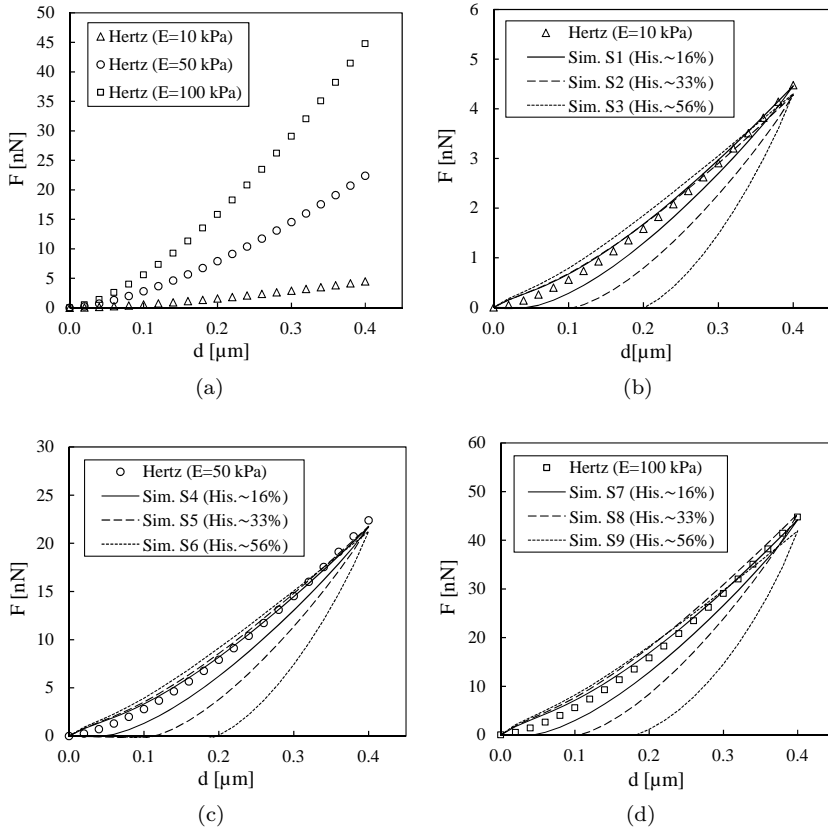 50
45
40
35
30
25
20
15
10
5
0
F [nN]
Hertz (E=10 kPa)
Hertz (E=50 kPa)
Hertz (E=100 kPa)
0.0 0.1 0.2 0.3 0.4
d [µm]
(a)
6
5
4
3
2
1
0
F [nN]
Hertz (E=10 kPa)
Sim. S1 (His.~16%)
Sim. S2 (His.~33%)
Sim. S3 (His.~56%)
0.0 0.1 0.2 0.3 0.4
d[µm]
(b)
30
25
20
15
10
5
0
F [nN]
Hertz (E=50 kPa)
Sim. S4 (His.~16%)
Sim. S5 (His.~33%)
Sim. S6 (His.~56%)
0.0 0.1 0.2 0.3 0.4
d [µm]
(c)
60
50
40
30
20
10
0
F [nN]
Hertz (E=100 kPa)
Sim. S7 (His.~16%)
Sim. S8 (His.~33%)
Sim. S9 (His.~56%)
0.0 0.1 0.2 0.3 0.4
d [µm]
(d)